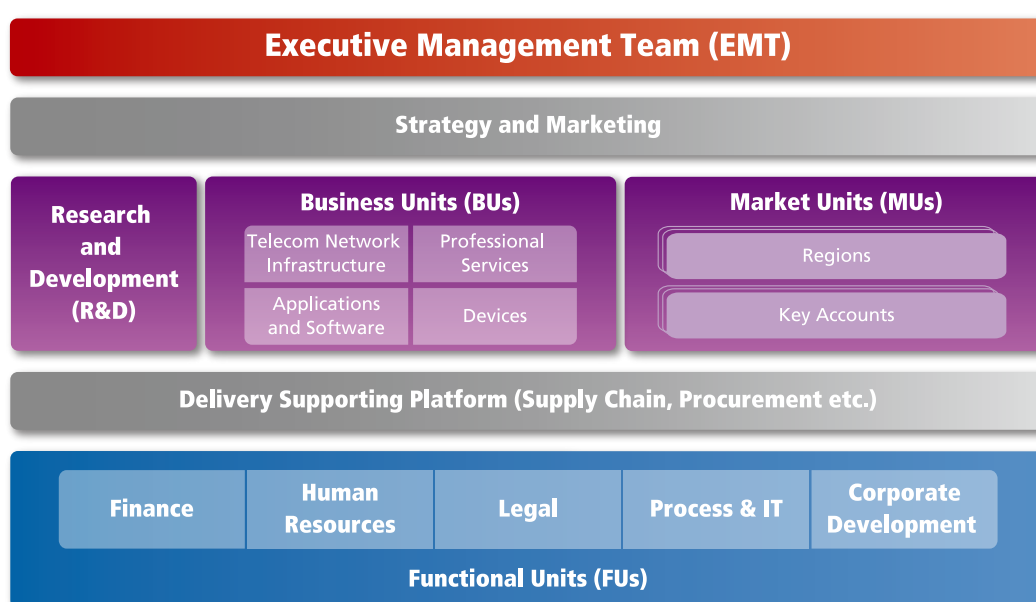 Executive Management Team (EMT)
Strategy and Marketing
Research
and
Development
(R&D)
Business Units (BUs)
Telecom Network
Infrastructure
Professional
Services
Applications
and Software
Devices
Market Units (MUs)
Regions
Key Accounts
Delivery Supporting Platform (Supply Chain, Procurement etc.)
Finance
Human
Resources
Legal
Process & IT
Corporate
Development
Functional Units (FUs)